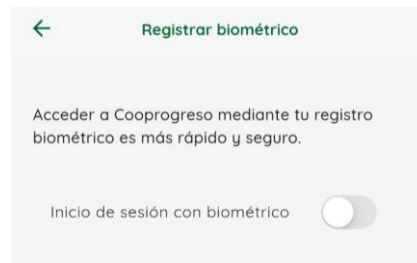 Registrar biométrico
Acceder a Cooprogreso mediante tu registro
biométrico es más rápido y seguro.
Inicio de sesión con biométrico